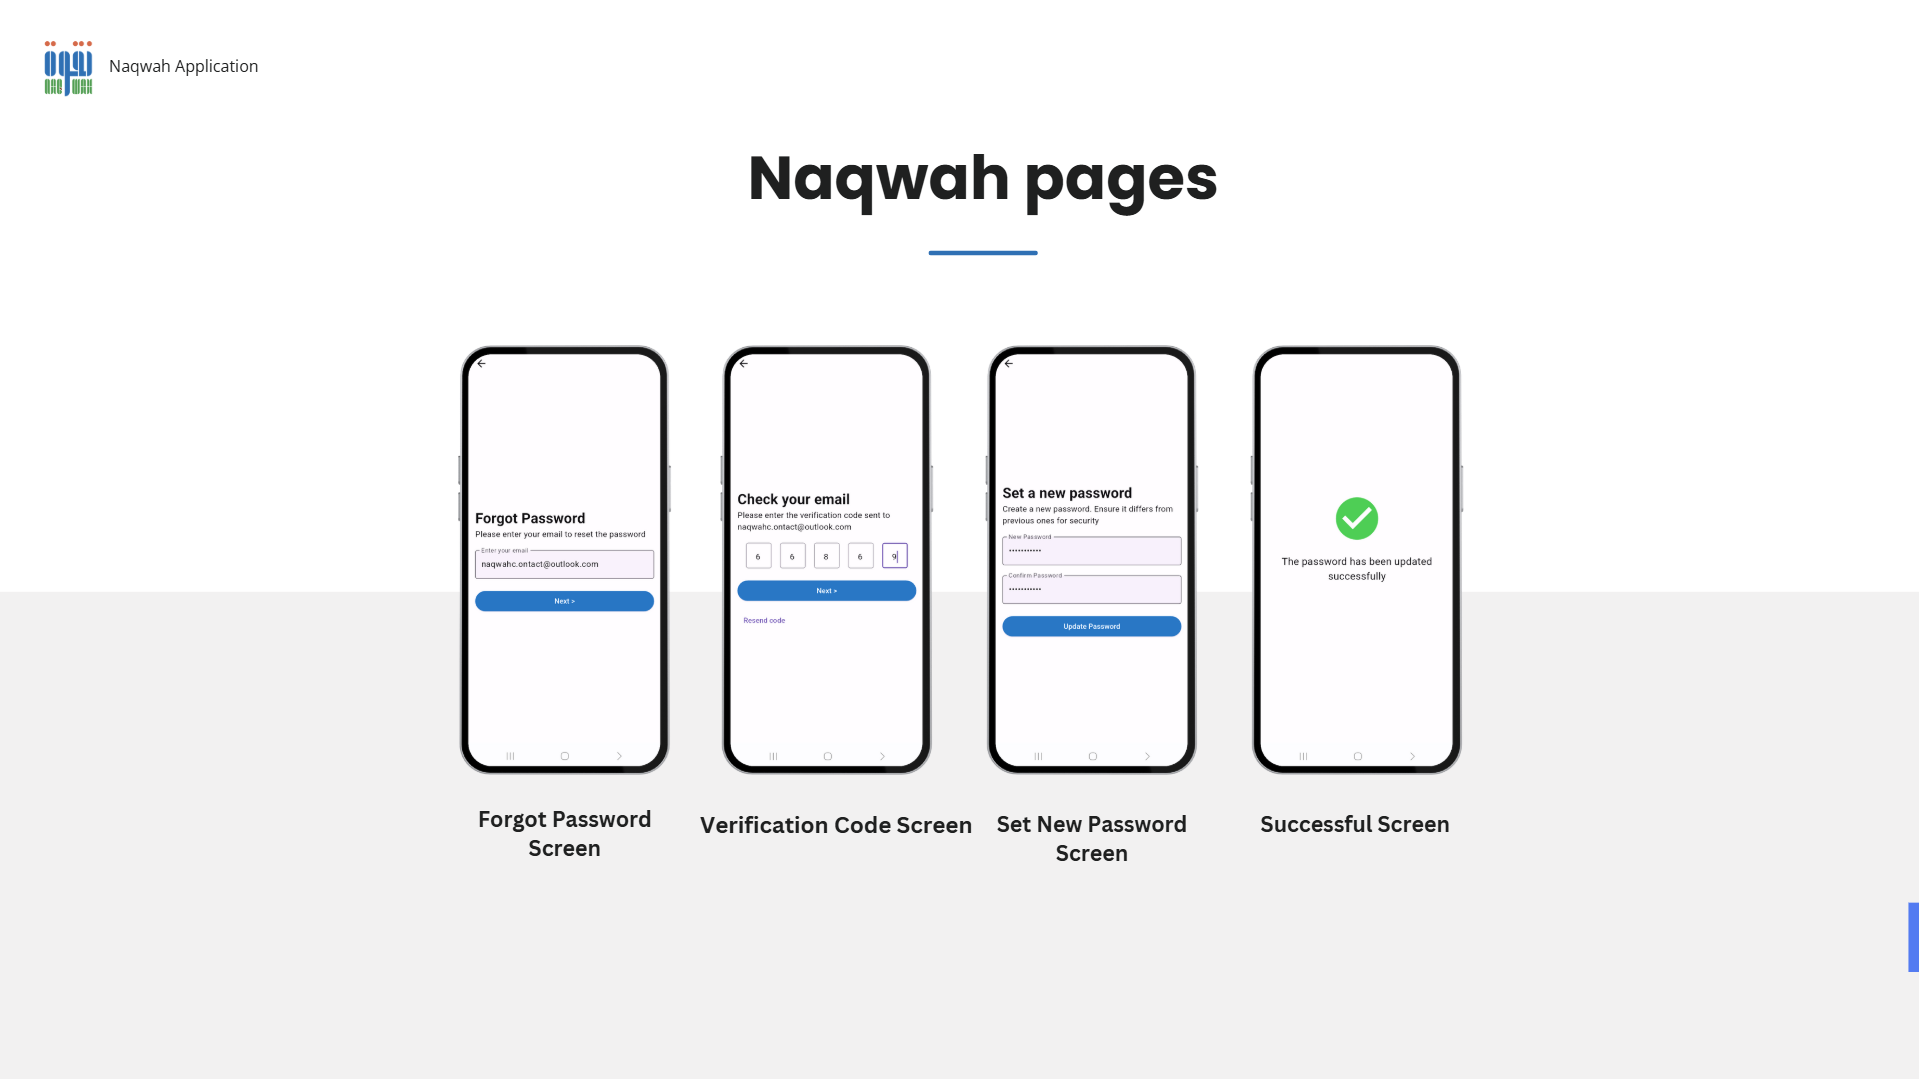 نقوة
NAQWAH
Naqwah Application
Naqwah pages
Forgot Password
Please enter your email to reset the password
Enter your email
naqwahc.ontact@outlook.com
Next >
Check your email
Please enter the verification code sent to
naqwahc.ontact@outlook.com
6 6 8 6 9
Next >
Resend code
Set a new password
Create a new password. Ensure it differs from
previous ones for security
New Password
•••••••••••
Confirm Password
•••••••••••
Update Password
The password has been updated
successfully
Forgot Password
Screen
Verification Code Screen
Set New Password
Screen
Successful Screen